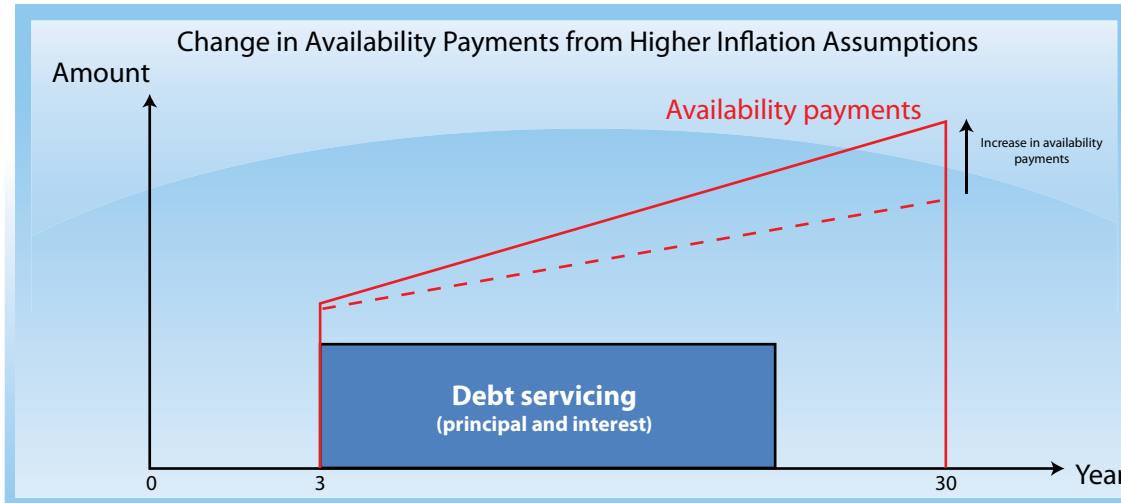 Change in Availability Payments from Higher Inflation Assumptions
Amount
Availability payments
Increase in availability
payments
Debt servicing
(principal and interest)
0
3
30
Year